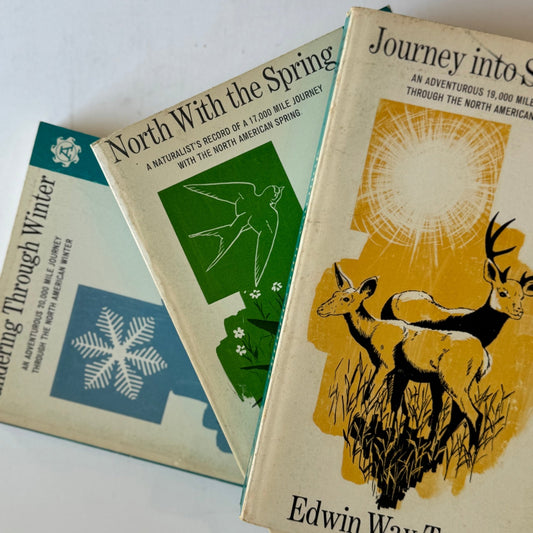 ndering Through Winter
AN ADVENTUROUS 20,000 MILE JOURNEY
THROUGH THE NORTH AMERICAN WINTER
North With the Spring
A NATURALIST'S RECORD OF A 17,000 MILE JOURNEY
WITH THE NORTH AMERICAN SPRING
Journey into S
AN ADVENTUROUS 19,000 MILE
THROUGH THE NORTH AMERICAN
Edwin Way T